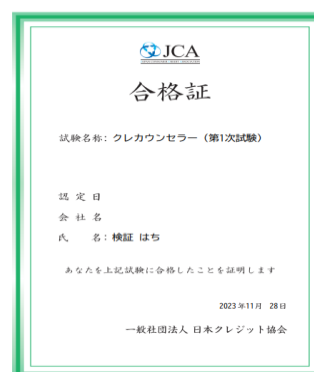 JCA
合格証
試験名称：クレカウンセラー（第1次試験）
認 定 日
会 社 名
氏 名：検証 はち
あなたを上記試験に合格したことを証明します
2023年11月 28日
一般社団法人 日本クレジット協会